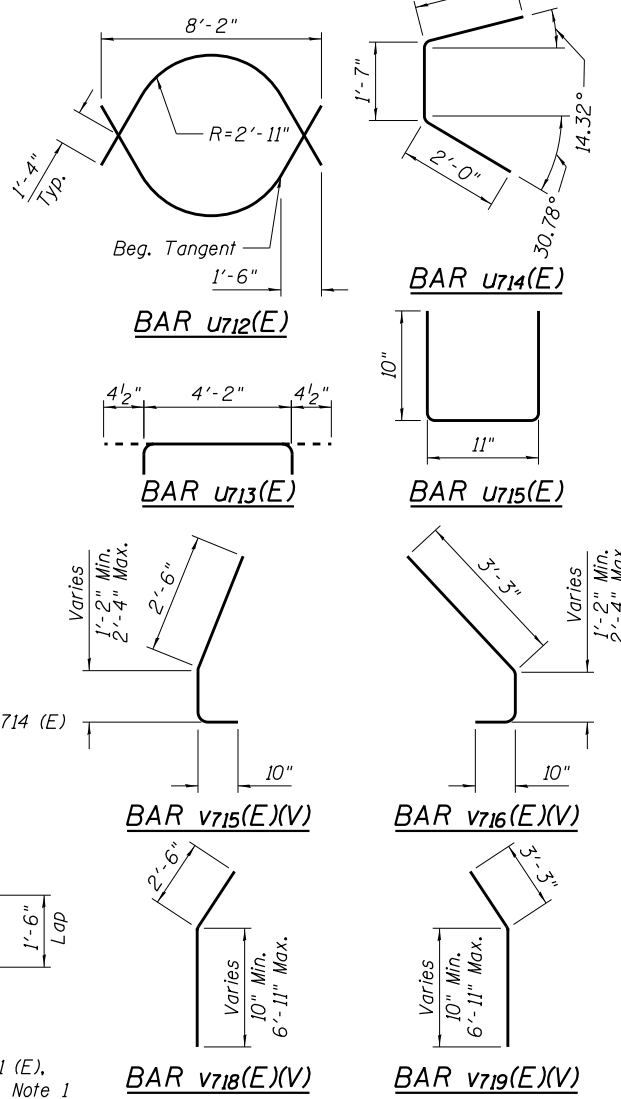 8'-2"
R=2'-11"
1'-4"
Typ.
Beg. Tangent
1'-6"
BAR u712(E)
1'-7"
2'-0"
14.32°
30.78°
BAR u714(E)
4½"
4'-2"
4½"
BAR u713(E)
10"
11"
BAR u715(E)
Varies
1'-2" Min.
2'-4" Max.
2'-6"
10"
BAR v715(E)(V)
3'-3"
Varies
1'-2" Min.
2'-4" Max
10"
BAR v716(E)(V)
714 (E)
1'-6"
Lap
2'-6"
Varies
10" Min.
6'-11" Max.
BAR v718(E)(V)
3'-3"
Varies
10" Min.
6'-11" Max.
BAR v719(E)(V)
1 (E),
Note 1